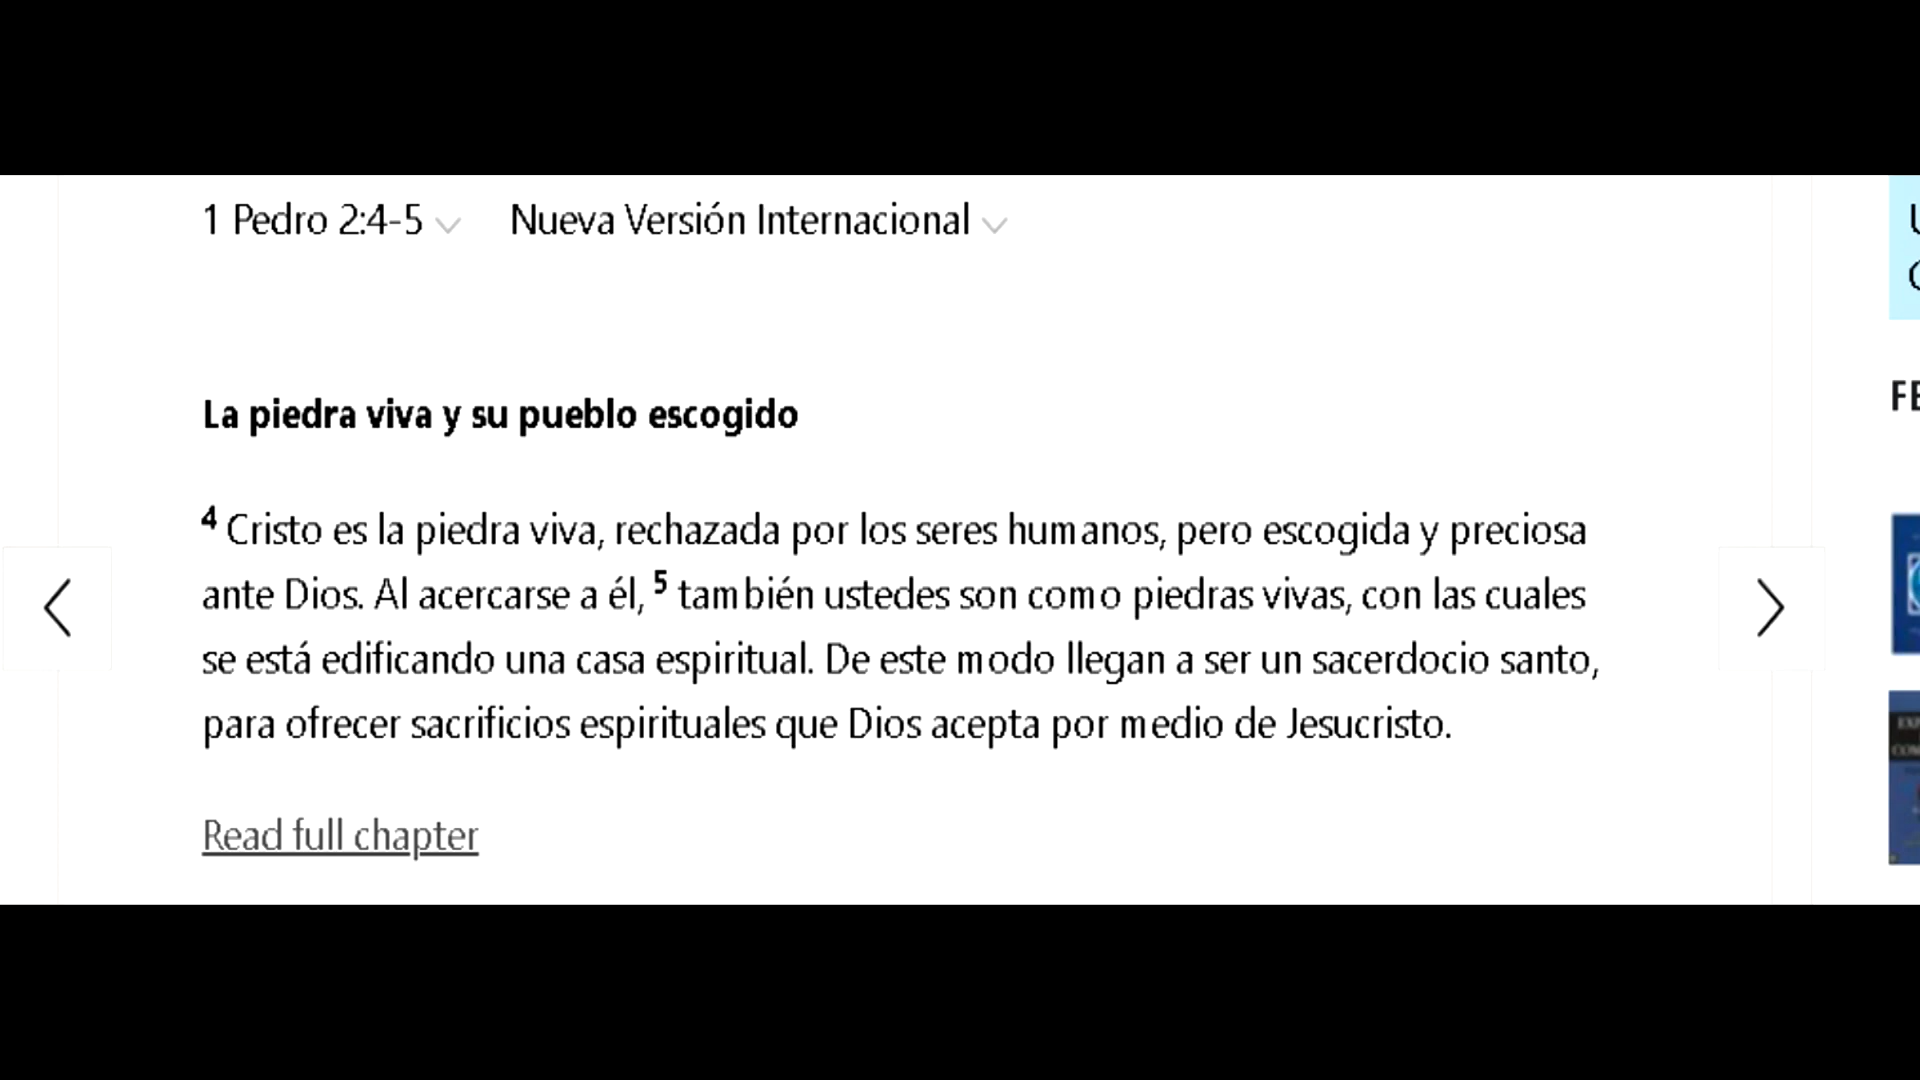 1 Pedro 2:4-5 Nueva Versión Internacional
La piedra viva y su pueblo escogido
4 Cristo es la piedra viva, rechazada por los seres humanos, pero escogida y preciosa
ante Dios. Al acercarse a él, 5 también ustedes son como piedras vivas, con las cuales
se está edificando una casa espiritual. De este modo llegan a ser un sacerdocio santo,
para ofrecer sacrificios espirituales que Dios acepta por medio de Jesucristo.
Read full chapter